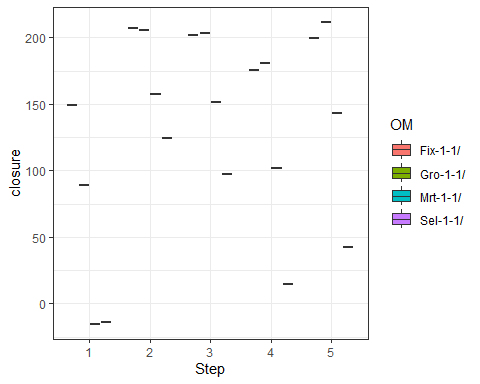 200
150
100
50
0
closure
1 2 3 4 5
Step
OM
Fix-1-1/
Gro-1-1/
Mrt-1-1/
Sel-1-1/